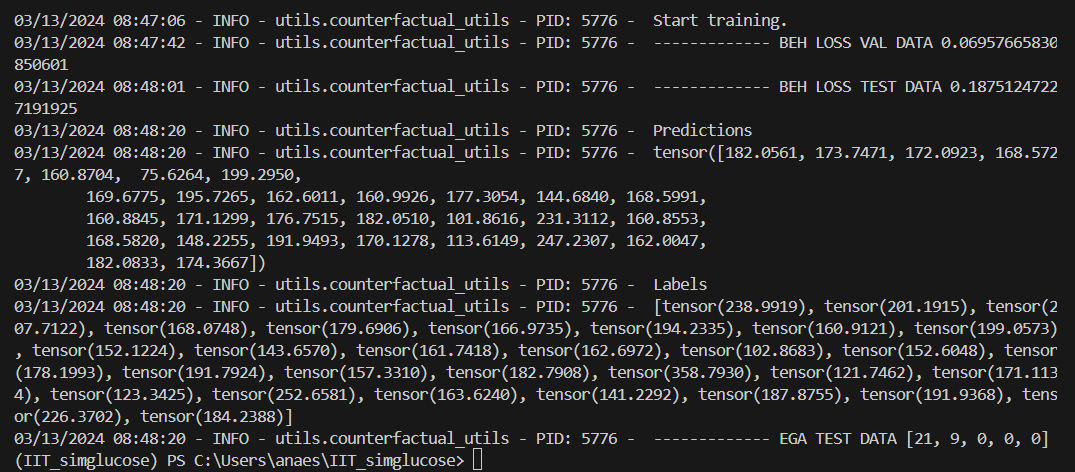 03/13/2024 08:47:06 - INFO - utils.counterfactual_utils - PID: 5776 -  Start training.
03/13/2024 08:47:42 - INFO - utils.counterfactual_utils - PID: 5776 -  ------------- BEH LOSS VAL DATA 0.06957665830
850601
03/13/2024 08:48:01 - INFO - utils.counterfactual_utils - PID: 5776 -  ------------- BEH LOSS TEST DATA 0.1875124722
7191925
03/13/2024 08:48:20 - INFO - utils.counterfactual_utils - PID: 5776 -  Predictions
03/13/2024 08:48:20 - INFO - utils.counterfactual_utils - PID: 5776 -  tensor([182.0561, 173.7471, 172.0923, 168.572
7, 160.8704,  75.6264, 199.2950,
        169.6775, 195.7265, 162.6011, 160.9926, 177.3054, 144.6840, 168.5991,
        160.8845, 171.1299, 176.7515, 182.0510, 101.8616, 231.3112, 160.8553,
        168.5820, 148.2255, 191.9493, 170.1278, 113.6149, 247.2307, 162.0047,
        182.0833, 174.3667])
03/13/2024 08:48:20 - INFO - utils.counterfactual_utils - PID: 5776 -  Labels
03/13/2024 08:48:20 - INFO - utils.counterfactual_utils - PID: 5776 -  [tensor(238.9919), tensor(201.1915), tensor(2
07.7122), tensor(168.0748), tensor(179.6906), tensor(166.9735), tensor(194.2335), tensor(160.9121), tensor(199.0573)
, tensor(152.1224), tensor(143.6570), tensor(161.7418), tensor(162.6972), tensor(102.8683), tensor(152.6048), tensor
(178.1993), tensor(191.7924), tensor(157.3310), tensor(182.7908), tensor(358.7930), tensor(121.7462), tensor(171.113
4), tensor(123.3425), tensor(252.6581), tensor(163.6240), tensor(141.2292), tensor(187.8755), tensor(191.9368), tens
or(226.3702), tensor(184.2388)]
03/13/2024 08:48:20 - INFO - utils.counterfactual_utils - PID: 5776 -  ------------- EGA TEST DATA [21, 9, 0, 0, 0]
(IIT_simglucose) PS C:\Users\anaes\IIT_simglucose>